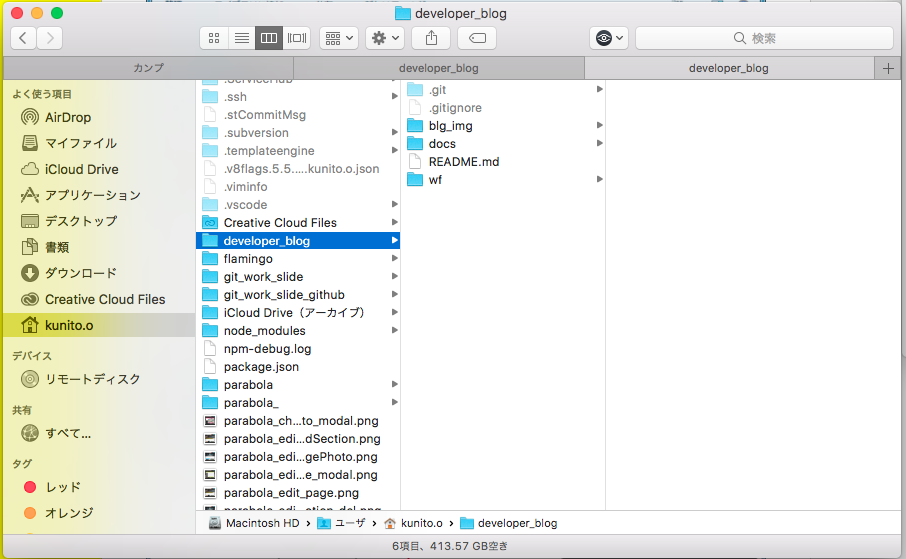 developer_blog
検索
カンプ
developer_blog
developer_blog
よく使う項目
AirDrop
マイファイル
iCloud Drive
アプリケーション
デスクトップ
書類
ダウンロード
Creative Cloud Files
kunito.o
デバイス
リモートディスク
共有
すべて...
タグ
レッド
オレンジ
.ServiceHub
.ssh
.stCommitMsg
.subversion
.templateengine
.v8flags.5.5.....kunito.o.json
.viminfo
.vscode
Creative Cloud Files
developer_blog
flamingo
git_work_slide
git_work_slide_github
iCloud Drive（アーカイブ）
node_modules
npm-debug.log
package.json
parabola
parabola_
parabola_ch...to_modal.png
parabola_edi...dSection.png
parabola_edi...gePhoto.png
parabola_edi...e_modal.png
parabola_edit_page.png
parabola_edi...ction_del.png
.git
.gitignore
blg_img
docs
README.md
wf
Macintosh HD › ユーザ › kunito.o › developer_blog
6項目、413.57 GB空き